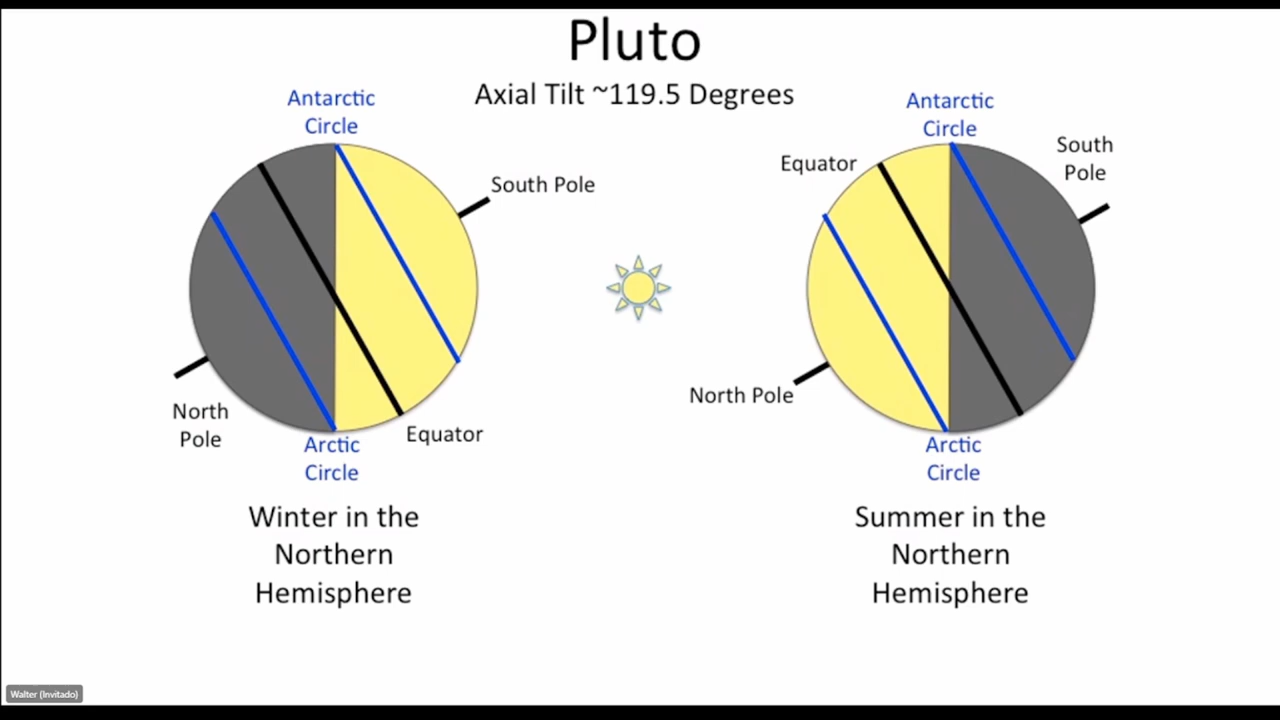 Pluto
Axial Tilt ~119.5 Degrees
Antarctic
Circle
South Pole
North
Pole
Arctic
Circle
Equator
Winter in the
Northern
Hemisphere
Antarctic
Circle
Equator
South
Pole
North Pole
Arctic
Circle
Summer in the
Northern
Hemisphere
Walter (Invitado)